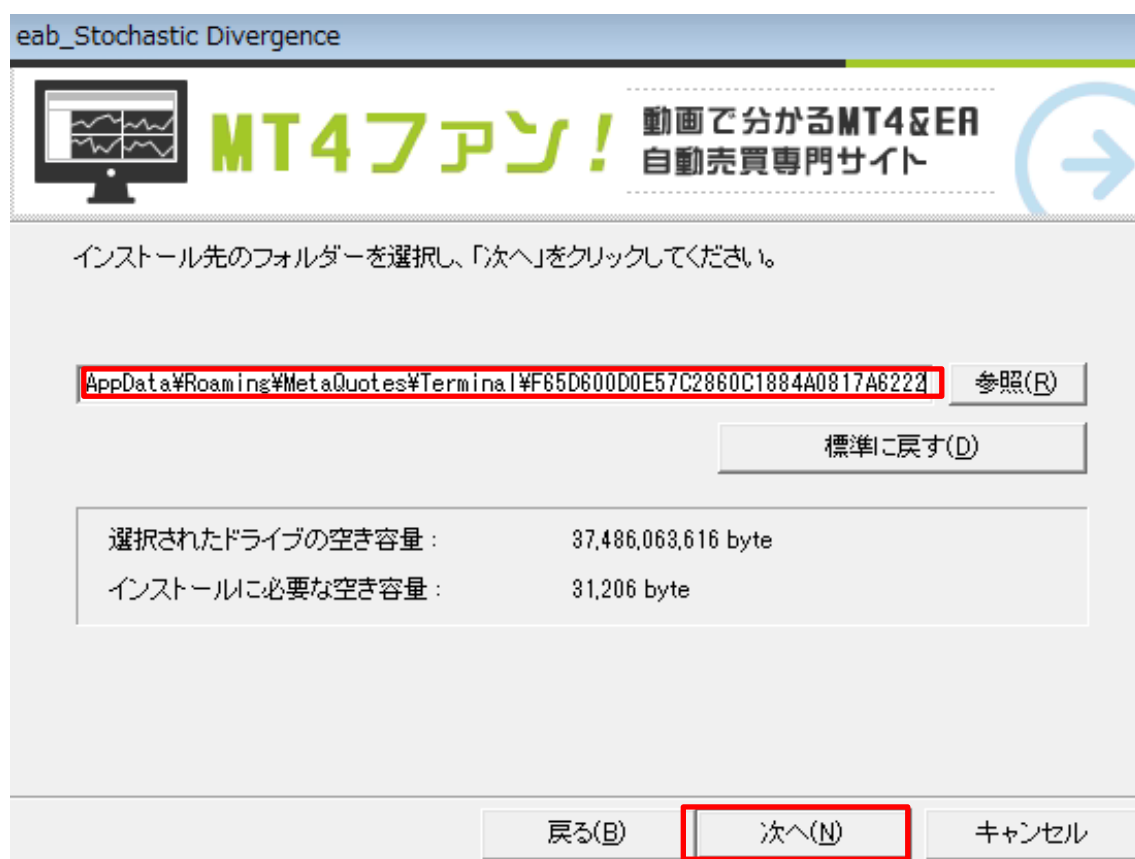 eab_Stochastic Divergence
MT4ファン!
動画で分かるMT4&EA
自動売買専門サイト
インストール先のフォルダーを選択し、「次へ」をクリックしてください。
AppData¥Roaming¥MetaQuotes¥Terminal¥F65D600D0E57C2860C1884A0817A6222
参照(R)
標準に戻す(D)
選択されたドライブの空き容量: 37,486,063,616 byte
インストールに必要な空き容量: 31,206 byte
戻る(B) 次へ(N) キャンセル